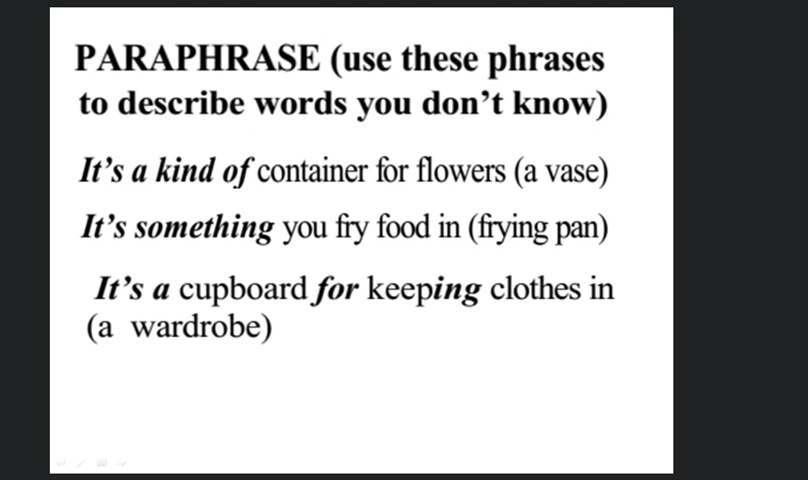 PARAPHRASE (use these phrases
to describe words you don’t know)
It’s a kind of container for flowers (a vase)
It’s something you fry food in (frying pan)
It’s a cupboard for keeping clothes in
(a wardrobe)